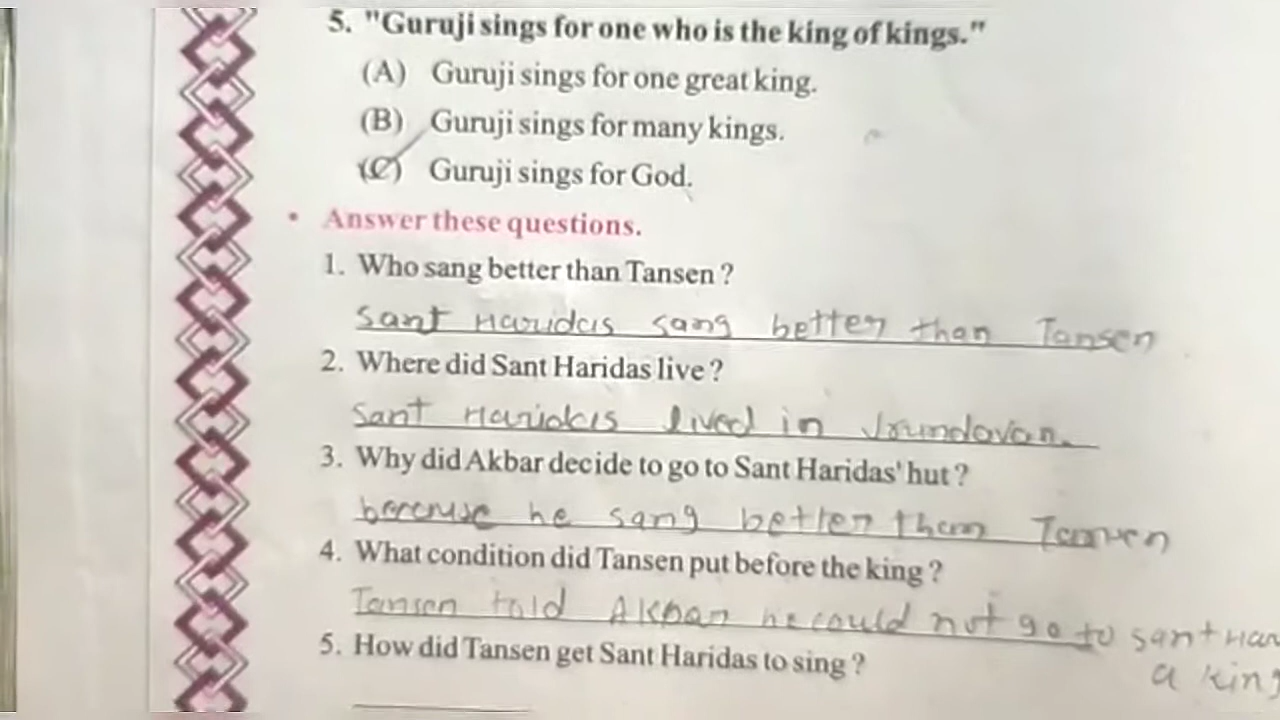 5. "Guruji sings for one who is the king of kings."
(A) Guruji sings for one great king.
(B) Guruji sings for many kings.
(C) Guruji sings for God.
• Answer these questions.
1. Who sang better than Tansen ?
Sant Haridas sang better than Tansen
2. Where did Sant Haridas live ?
Sant Haridas lived in Vrundavan.
3. Why did Akbar decide to go to Sant Haridas' hut ?
because he sang better than Tansen
4. What condition did Tansen put before the king ?
Tansen told Akbar he could not go to sant Har
a king
5. How did Tansen get Sant Haridas to sing ?